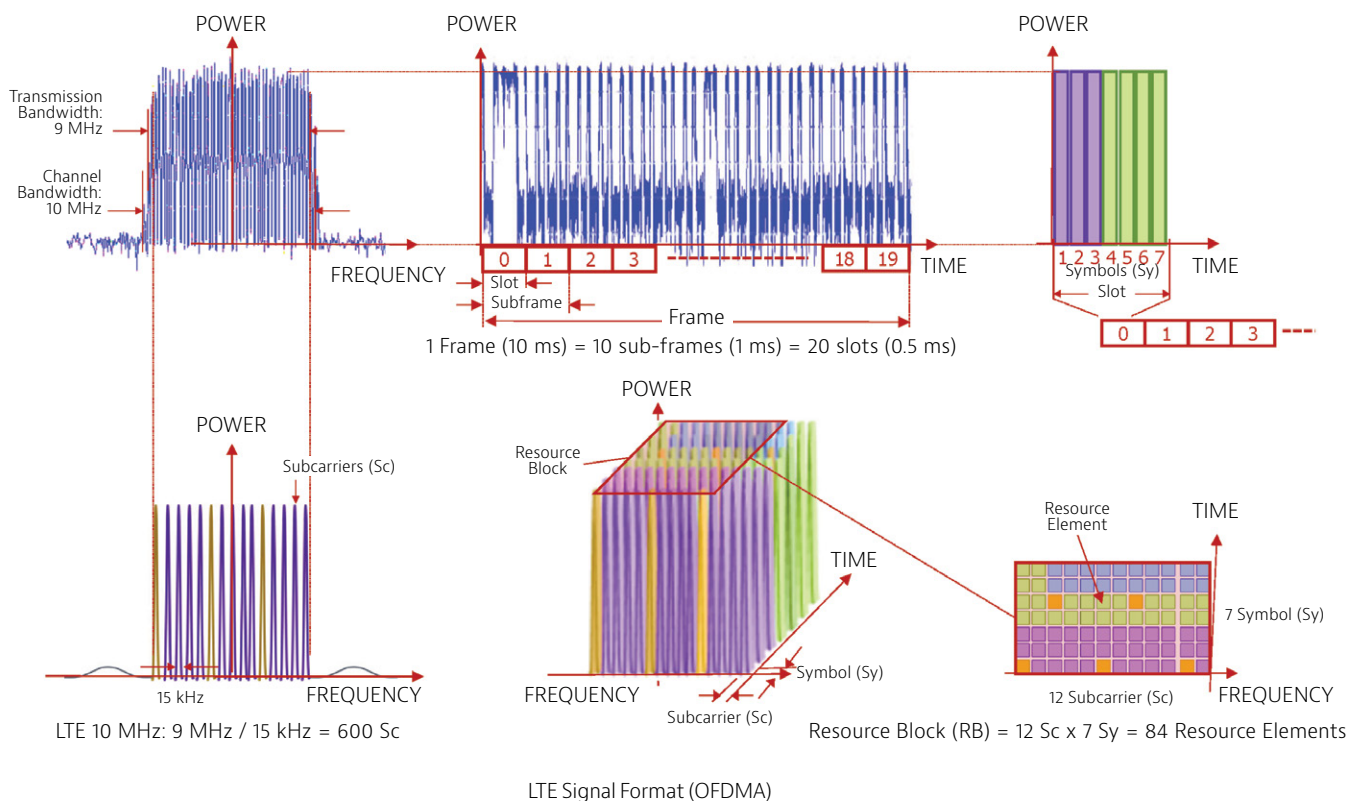 POWER
Transmission
Bandwidth:
9 MHz
Channel
Bandwidth:
10 MHz
FREQUENCY
POWER
0 1 2 3 18 19
TIME
Slot
Subframe
Frame
1 Frame (10 ms) = 10 sub-frames (1 ms) = 20 slots (0.5 ms)
POWER
1 2 3 4 5 6 7
TIME
Symbols (Sy)
Slot
0 1 2 3
POWER
Subcarriers (Sc)
15 kHz
FREQUENCY
LTE 10 MHz: 9 MHz / 15 kHz = 600 Sc
POWER
Resource
Block
TIME
FREQUENCY
Symbol (Sy)
Subcarrier (Sc)
Resource
Element
TIME
7 Symbol (Sy)
12 Subcarrier (Sc)
FREQUENCY
Resource Block (RB) = 12 Sc x 7 Sy = 84 Resource Elements
LTE Signal Format (OFDMA)